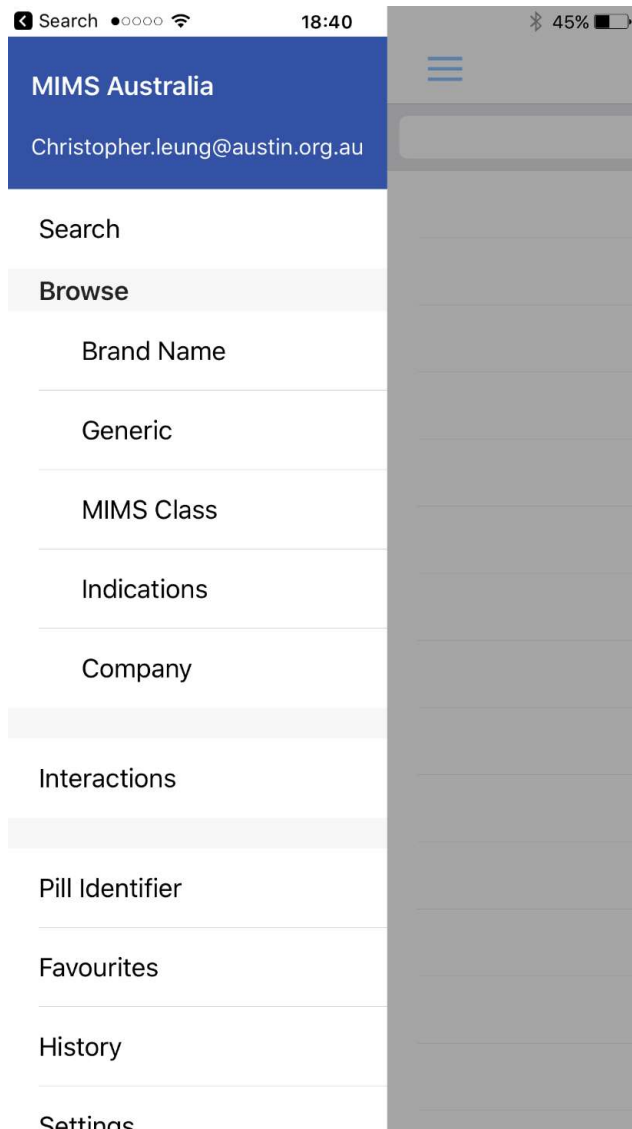 Search 18:40 45%
MIMS Australia
Christopher.leung@austin.org.au
Search
Browse
Brand Name
Generic
MIMS Class
Indications
Company
Interactions
Pill Identifier
Favourites
History
Settings